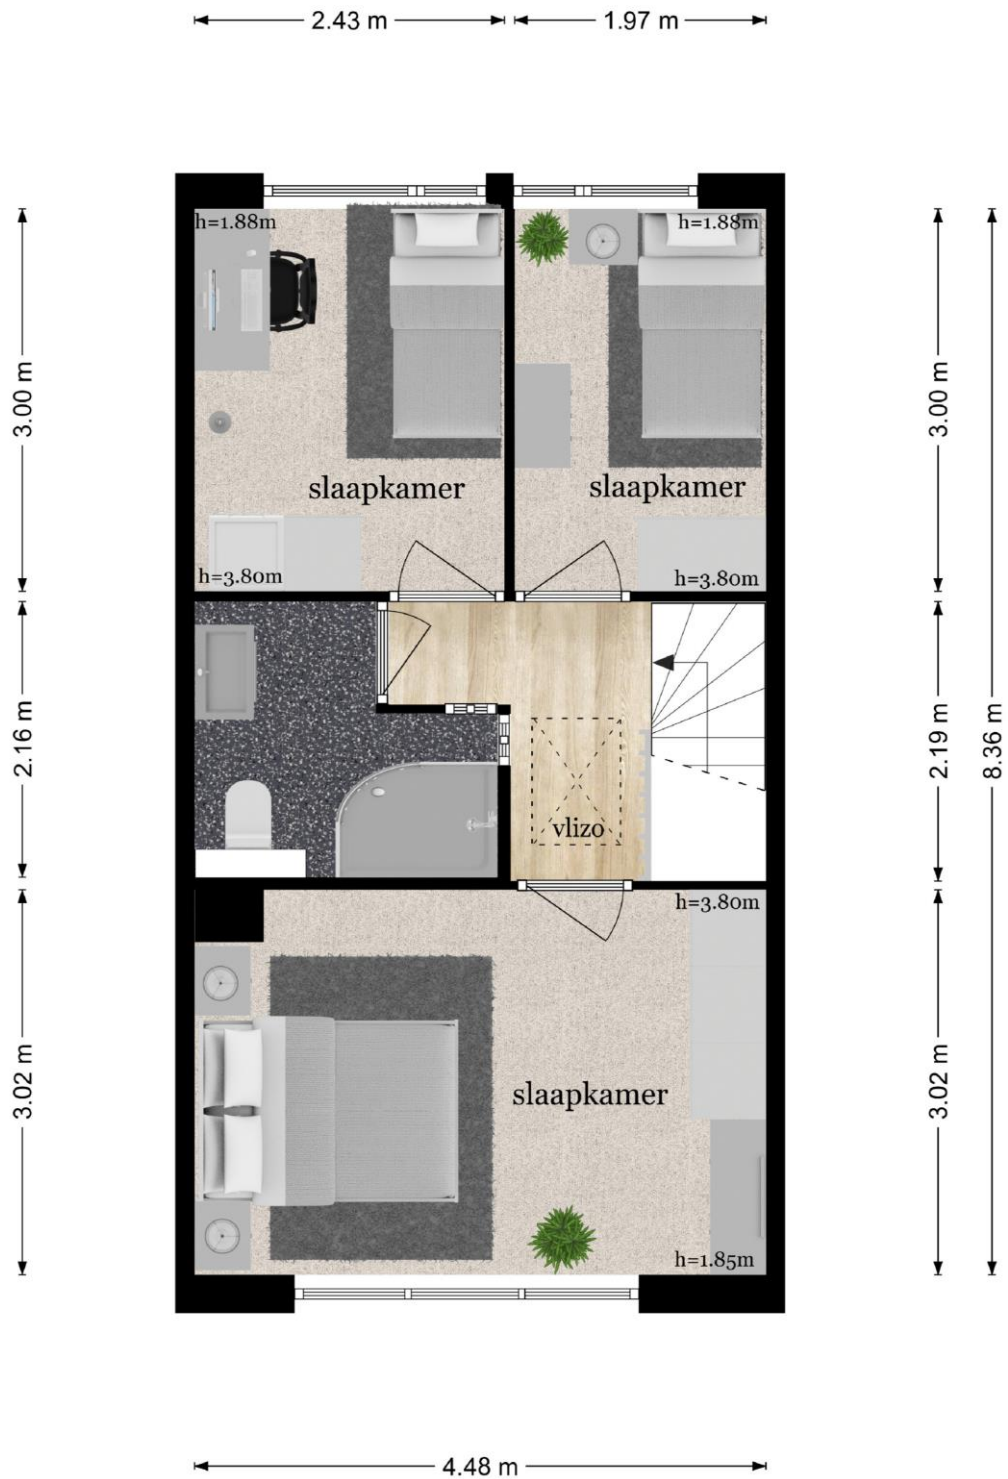 2.43 m
1.97 m
h=1.88m
h=1.88m
3.00 m
3.00 m
slaapkamer
slaapkamer
h=3.80m
h=3.80m
2.16 m
2.19 m
8.36 m
vlizo
h=3.80m
3.02 m
3.02 m
slaapkamer
h=1.85m
4.48 m